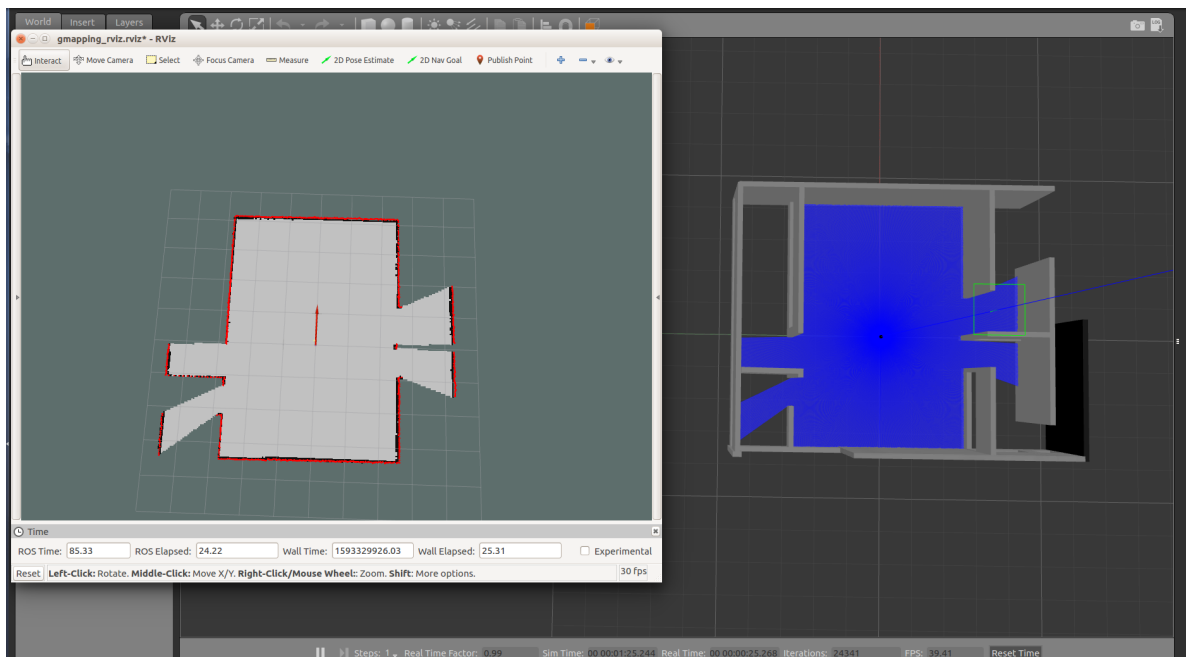 World Insert Layers
gmapping_rviz.rviz* - RViz
Interact Move Camera Select Focus Camera Measure 2D Pose Estimate 2D Nav Goal Publish Point
Time
ROS Time: 85.33 ROS Elapsed: 24.22 Wall Time: 1593329926.03 Wall Elapsed: 25.31 Experimental
Reset Left-Click: Rotate. Middle-Click: Move X/Y. Right-Click/Mouse Wheel:: Zoom. Shift: More options. 30 fps
Steps: 1 Real Time Factor: 0.99 Sim Time: 00 00:01:25.244 Real Time: 00 00:00:25.268 Iterations: 24341 FPS: 39.41 Reset Time